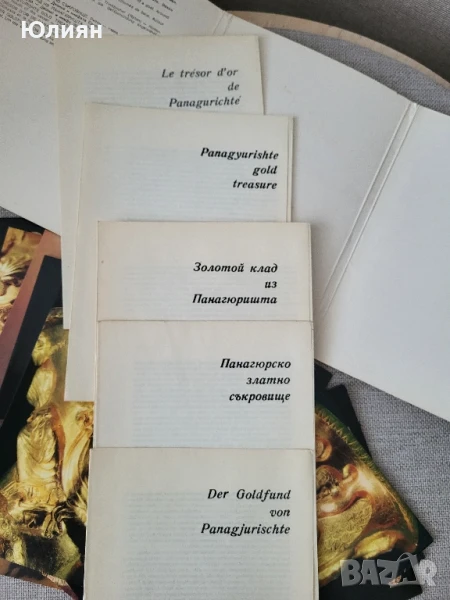 Юлиян
Le trésor d'or
de
Panagurichté
Panagyurishte
gold
treasure
Золотой клад
из
Панагюришта
Панагюрско
златно
съкровище
Der Goldfund
von
Panagjurischte
bazar